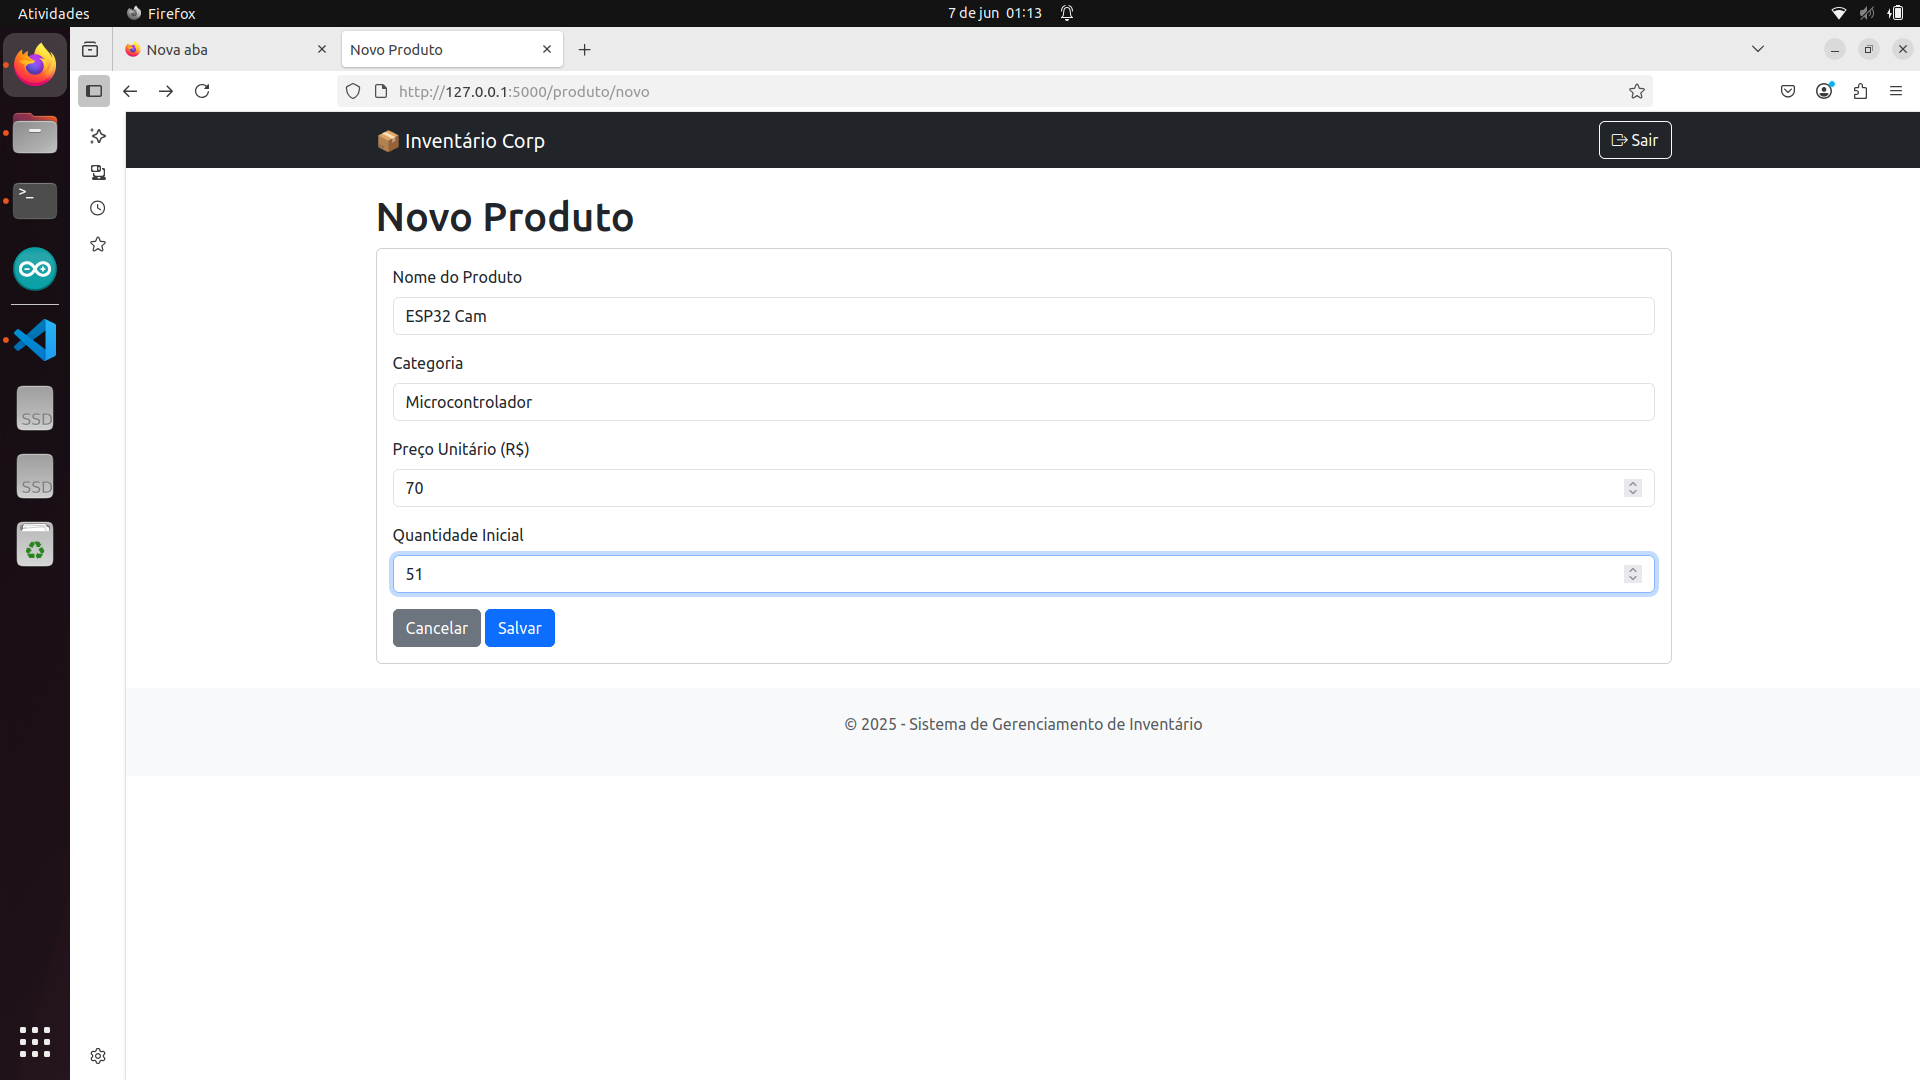 Atividades
Firefox
7 de jun 01:13
Nova aba
Novo Produto
http://127.0.0.1:5000/produto/novo
Inventário Corp
Sair
Novo Produto
Nome do Produto
ESP32 Cam
Categoria
Microcontrolador
Preço Unitário (R$)
70
Quantidade Inicial
51
Cancelar
Salvar
© 2025 - Sistema de Gerenciamento de Inventário
>_
SSD
SSD